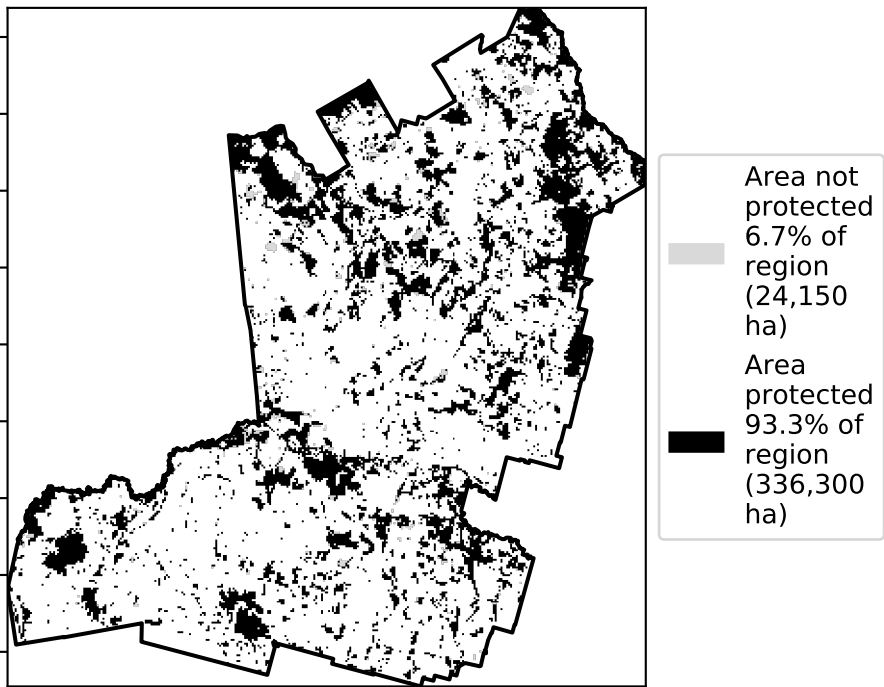 Area not
protected
6.7% of
region
(24,150
ha)
Area
protected
93.3% of
region
(336,300
ha)